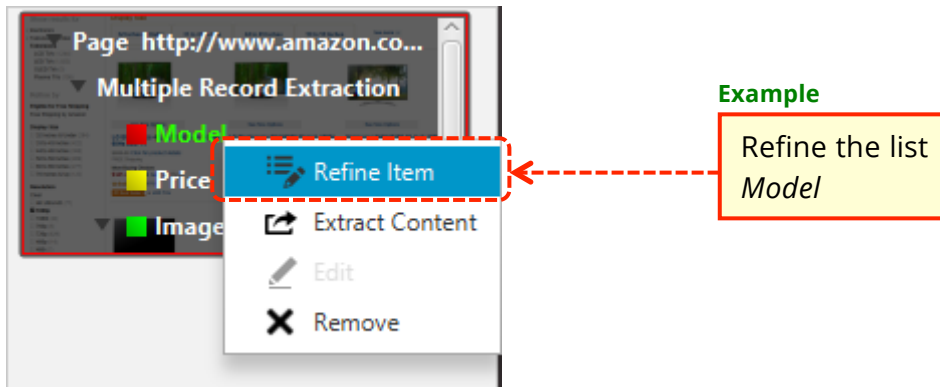 Page http://www.amazon.co...
Multiple Record Extraction
Model
Price
Image
Refine Item
Extract Content
Edit
Remove
Example
Refine the list
Model